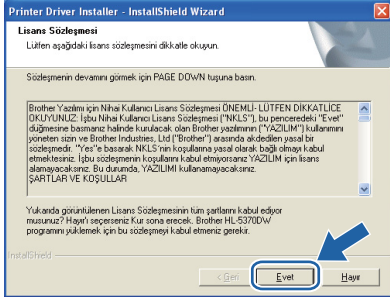 Printer Driver Installer - InstallShield Wizard
Lisans Sözleşmesi
Lütfen aşağıdaki lisans sözleşmesini dikkatle okuyun.
Sözleşmenin devamını görmek için PAGE DOWN tuşuna basın.
Brother Yazılımı için Nihai Kullanıcı Lisans Sözleşmesi ÖNEMLİ- LÜTFEN DİKKATLİCE
OKUYUNUZ: İşbu Nihai Kullanıcı Lisans Sözleşmesi ("NKLS"), bu penceredeki "Evet"
düğmesine basmanız halinde kurulacak olan Brother yazılımının ("YAZILIM") kullanımını
yöneten sizin ve Brother Industries, Ltd ("Brother") arasında akdedilen yasal bir
sözleşmedir. "Yes"e basarak NKLS'nin koşullarına yasal olarak bağlı olmayı kabul
etmektesiniz. İşbu sözleşmenin koşullarını kabul etmiyorsanız YAZILIM için lisans
alamayacaksınız. Bu durumda, YAZILIMI kullanamayacaksınız.
ŞARTLAR VE KOŞULLAR
Yukarıda görüntülenen Lisans Sözleşmesinin tüm şartlarını kabul ediyor
musunuz? Hayır'ı seçerseniz Kur sona erecek. Brother HL-5370DW
programını yüklemek için bu sözleşmeyi kabul etmeniz gerekir.
InstallShield
< Geri Evet Hayır